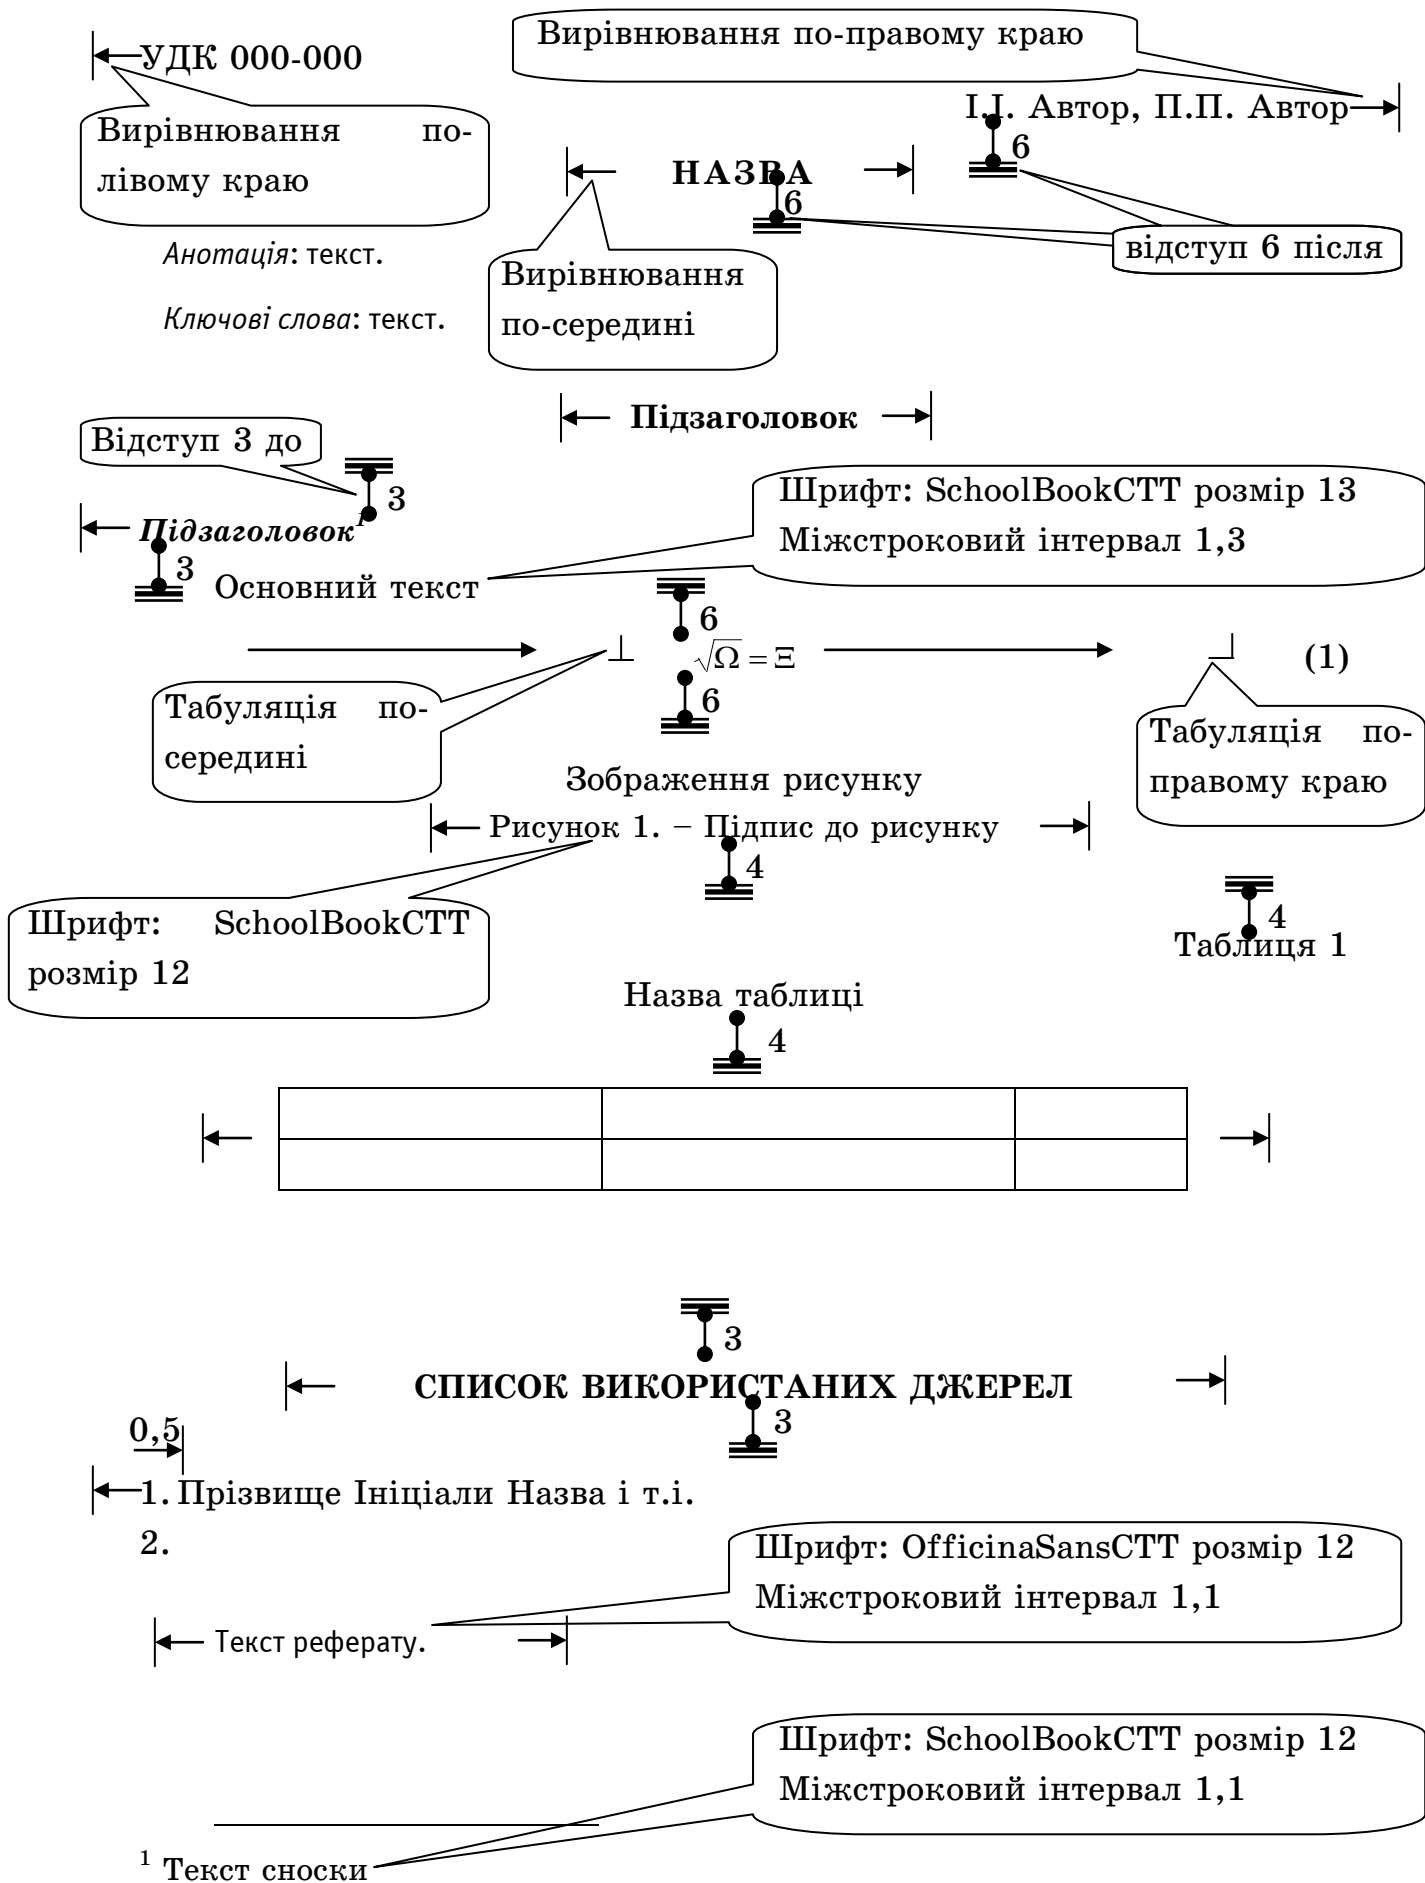 Вирівнювання по-правому краю
УДК 000-000
І.І. Автор, П.П. Автор
Вирівнювання по-
лівому краю
6
НАЗВА
6
відступ 6 після
Анотація: текст.
Вирівнювання
по-середині
Ключові слова: текст.
Підзаголовок
Відступ 3 до
3
Шрифт: SchoolBookCTT розмір 13
Міжстроковий інтервал 1,3
Підзаголовок¹
3
Основний текст
6
√Ω = Ξ
(1)
6
Табуляція по-
середині
Табуляція по-
правому краю
Зображення рисунку
Рисунок 1. – Підпис до рисунку
4
Шрифт: SchoolBookCTT
розмір 12
4
Таблиця 1
Назва таблиці
4
3
СПИСОК ВИКОРИСТАНИХ ДЖЕРЕЛ
3
0,5
1. Прізвище Ініціали Назва і т.і.
2.
Шрифт: OfficinaSansCTT розмір 12
Міжстроковий інтервал 1,1
Текст реферату.
Шрифт: SchoolBookCTT розмір 12
Міжстроковий інтервал 1,1
¹ Текст сноски